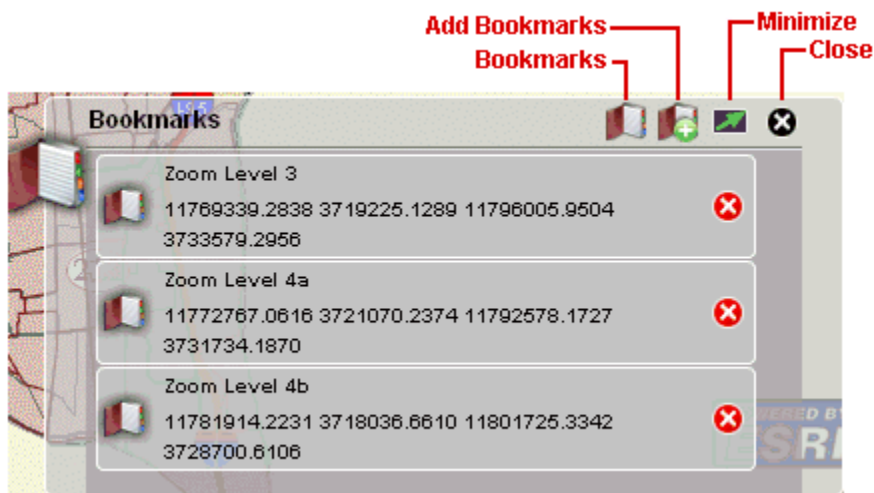 Add Bookmarks
Minimize
Bookmarks
Close
Bookmarks
Zoom Level 3
11769339.2838 3719225.1289 11796005.9504
3733579.2956
Zoom Level 4a
11772767.0616 3721070.2374 11792578.1727
3731734.1870
Zoom Level 4b
11781914.2231 3718036.6610 11801725.3342
3728700.6106